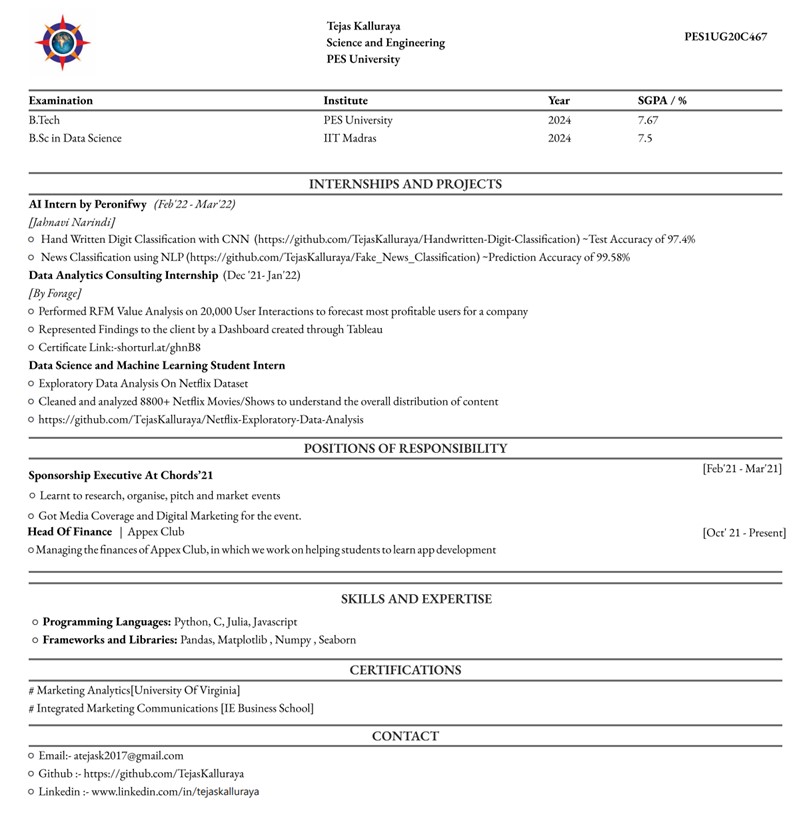 Tejas Kalluraya
Science and Engineering
PES University
PES1UG20C467
Examination Institute Year SGPA / %
B.Tech PES University 2024 7.67
B.Sc in Data Science IIT Madras 2024 7.5
INTERNSHIPS AND PROJECTS
AI Intern by Peronifwy (Feb'22 - Mar'22)
[Jahnavi Narindi]
○ Hand Written Digit Classification with CNN (https://github.com/TejasKalluraya/Handwritten-Digit-Classification) ~Test Accuracy of 97.4%
○ News Classification using NLP (https://github.com/TejasKalluraya/Fake_News_Classification) ~Prediction Accuracy of 99.58%
Data Analytics Consulting Internship (Dec '21- Jan'22)
[By Forage]
○ Performed RFM Value Analysis on 20,000 User Interactions to forecast most profitable users for a company
○ Represented Findings to the client by a Dashboard created through Tableau
○ Certificate Link:-shorturl.at/ghnB8
Data Science and Machine Learning Student Intern
○ Exploratory Data Analysis On Netflix Dataset
○ Cleaned and analyzed 8800+ Netflix Movies/Shows to understand the overall distribution of content
○ https://github.com/TejasKalluraya/Netflix-Exploratory-Data-Analysis
POSITIONS OF RESPONSIBILITY
Sponsorship Executive At Chords’21 [Feb'21 - Mar'21]
○ Learnt to research, organise, pitch and market events
○ Got Media Coverage and Digital Marketing for the event.
Head Of Finance | Appex Club [Oct' 21 - Present]
○ Managing the finances of Appex Club, in which we work on helping students to learn app development
SKILLS AND EXPERTISE
○ Programming Languages: Python, C, Julia, Javascript
○ Frameworks and Libraries: Pandas, Matplotlib , Numpy , Seaborn
CERTIFICATIONS
# Marketing Analytics[University Of Virginia]
# Integrated Marketing Communications [IE Business School]
CONTACT
○ Email:- atejask2017@gmail.com
○ Github :- https://github.com/TejasKalluraya
○ Linkedin :- www.linkedin.com/in/tejaskalluraya